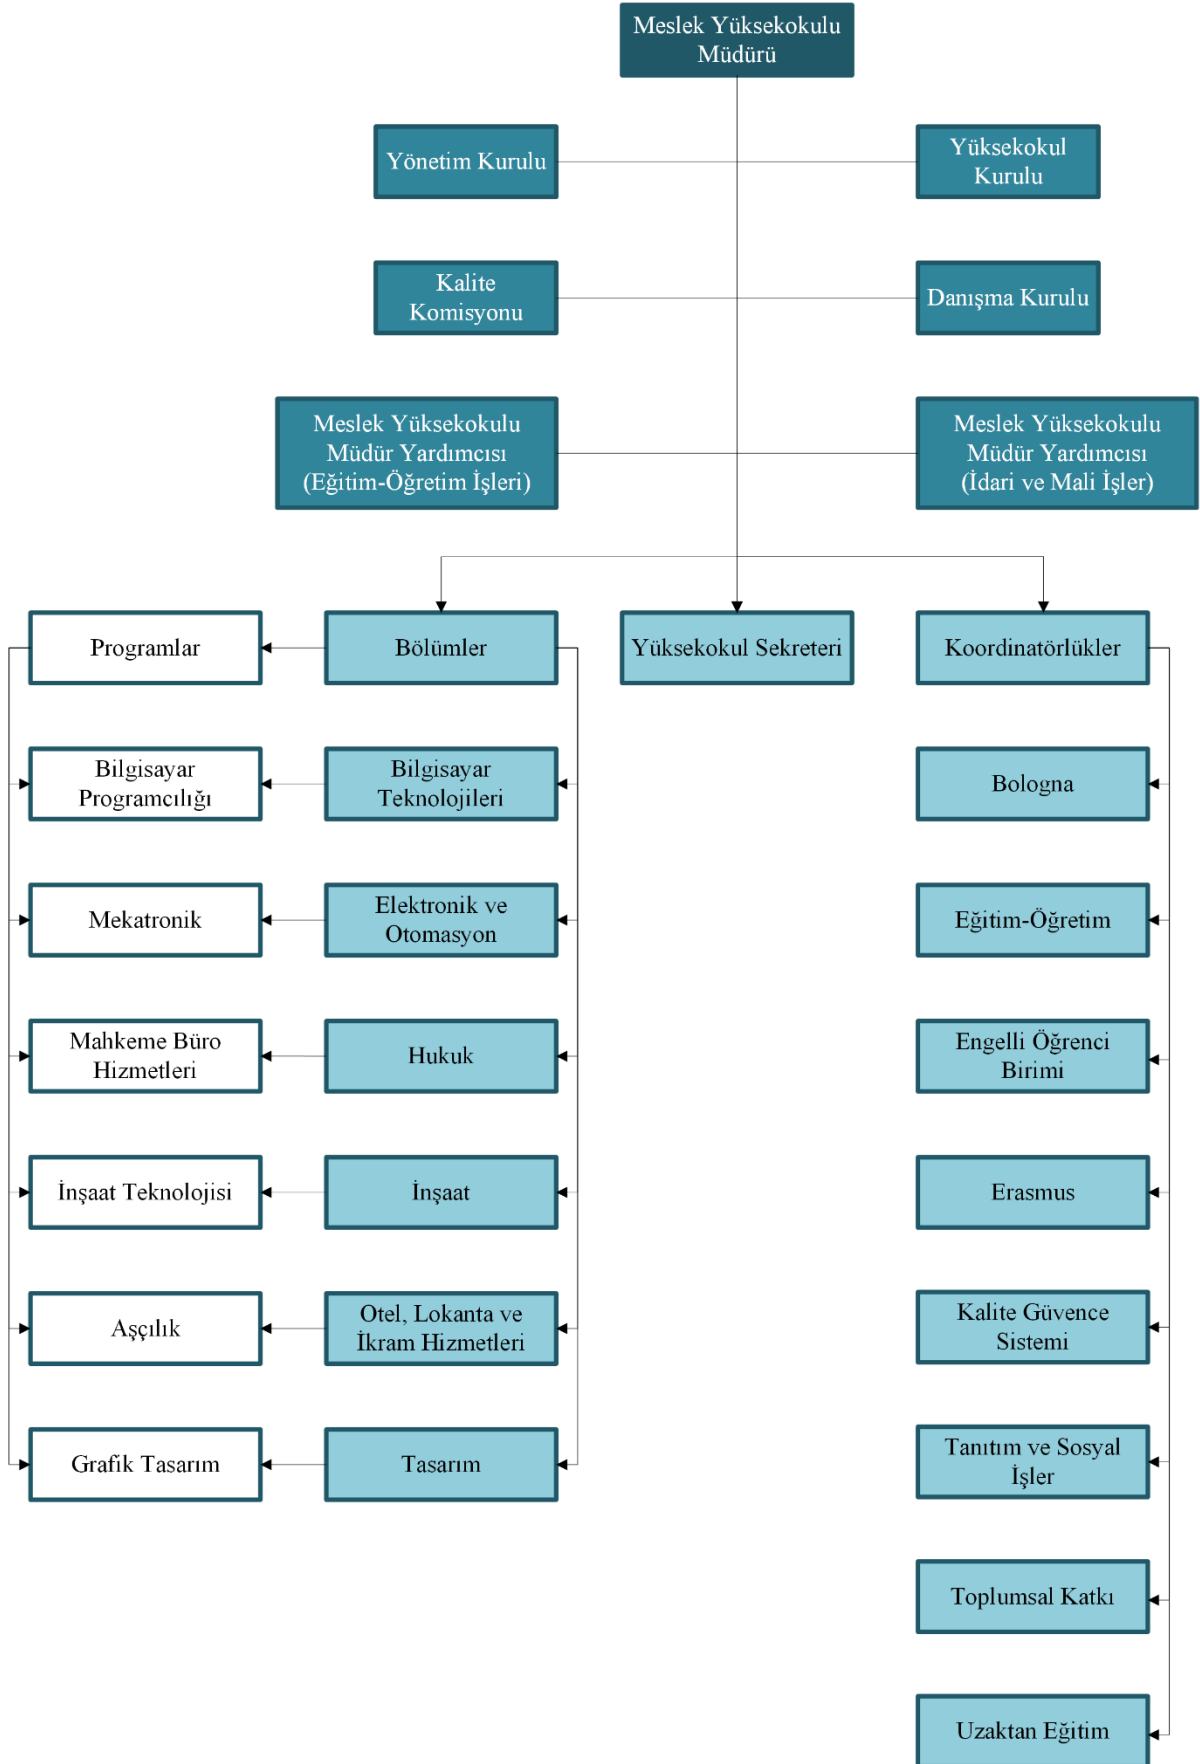 Meslek Yüksekokulu
Müdürü
Yönetim Kurulu
Yüksekokul
Kurulu
Kalite
Komisyonu
Danışma Kurulu
Meslek Yüksekokulu
Müdür Yardımcısı
(Eğitim-Öğretim İşleri)
Meslek Yüksekokulu
Müdür Yardımcısı
(İdari ve Mali İşler)
Programlar
Bölümler
Yüksekokul Sekreteri
Koordinatörlükler
Bilgisayar
Programcılığı
Bilgisayar
Teknolojileri
Bologna
Mekatronik
Elektronik ve
Otomasyon
Eğitim-Öğretim
Mahkeme Büro
Hizmetleri
Hukuk
Engelli Öğrenci
Birimi
İnşaat Teknolojisi
İnşaat
Erasmus
Aşçılık
Otel, Lokanta ve
İkram Hizmetleri
Kalite Güvence
Sistemi
Grafik Tasarım
Tasarım
Tanıtım ve Sosyal
İşler
Toplumsal Katkı
Uzaktan Eğitim